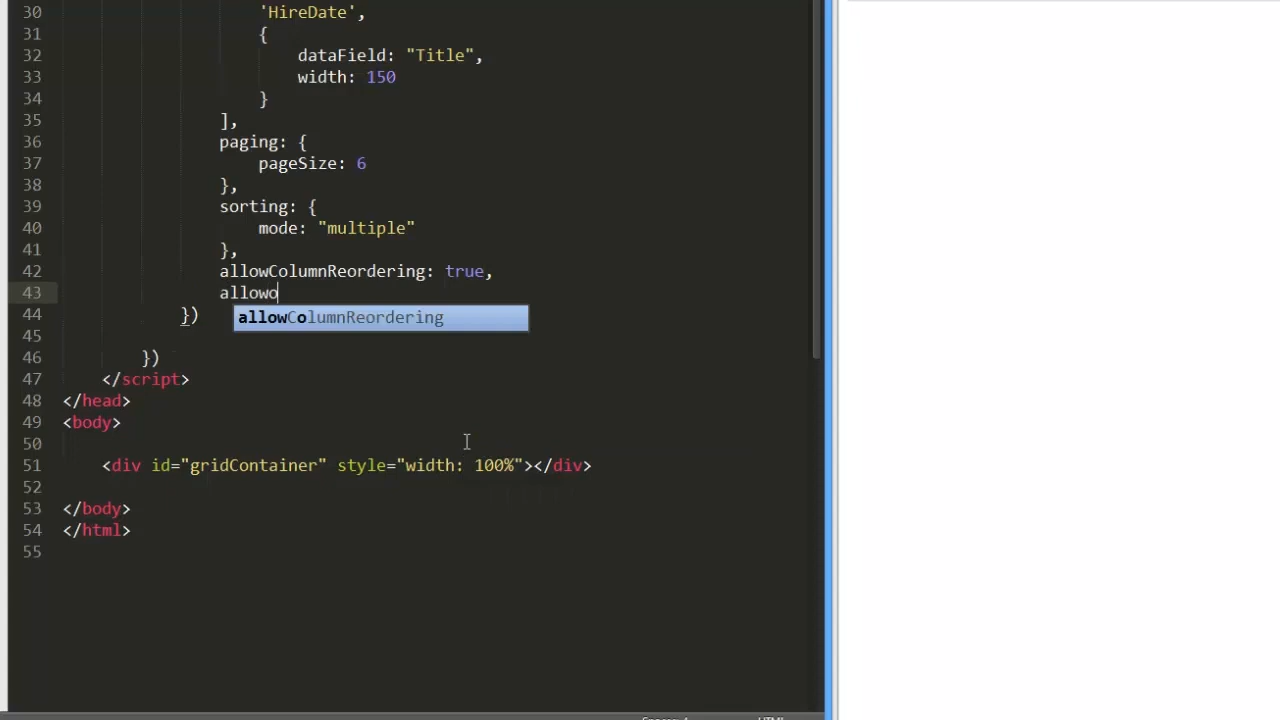 30 'HireDate',
31 {
32 dataField: "Title",
33 width: 150
34 }
35 ],
36 paging: {
37 pageSize: 6
38 },
39 sorting: {
40 mode: "multiple"
41 },
42 allowColumnReordering: true,
43 allowo
allowColumnReordering
44 })
45
46 })
47 </script>
48 </head>
49 <body>
50
51 <div id="gridContainer" style="width: 100%"></div>
52
53 </body>
54 </html>
55